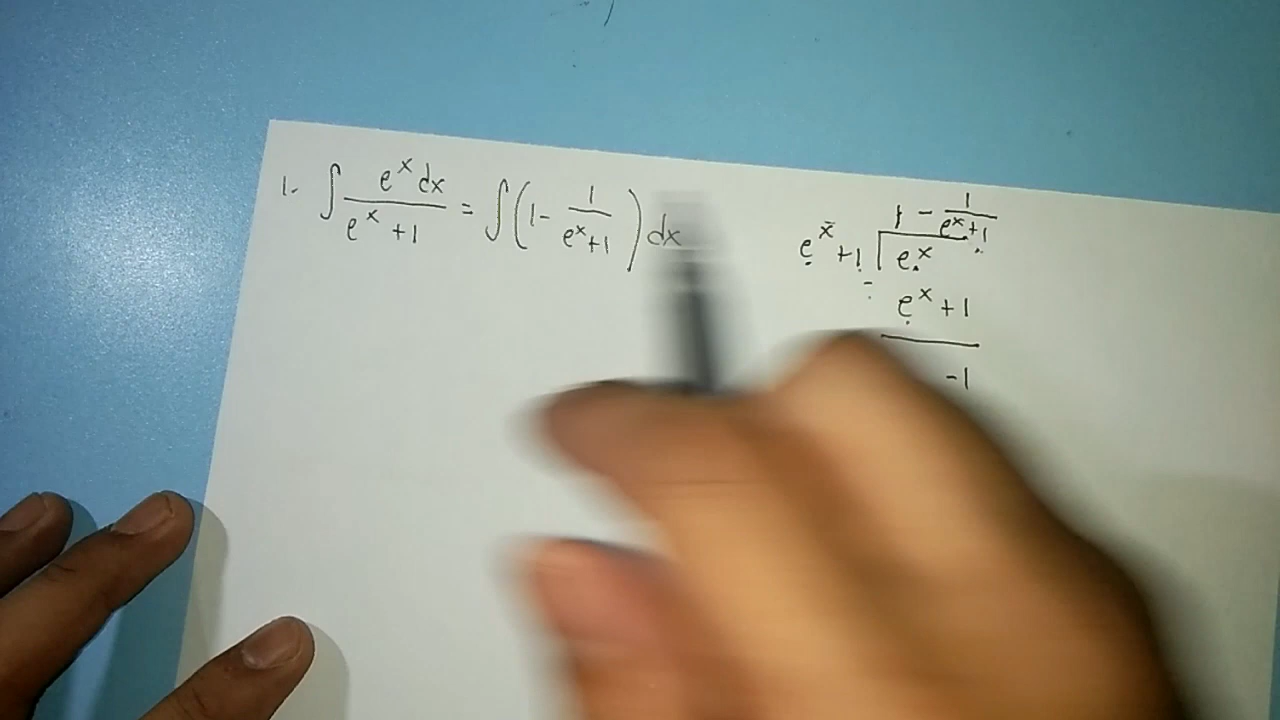 1. ∫ e^x dx / (e^x + 1) = ∫ (1 - 1/(e^x + 1)) dx
1 - 1/(e^x + 1)
e^x + 1 | e^x
e^x + 1
-1